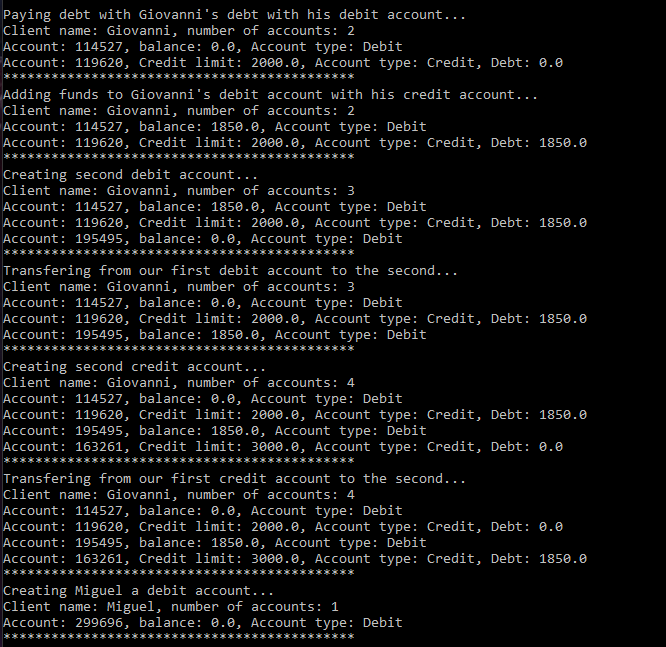 Paying debt with Giovanni's debt with his debit account...
Client name: Giovanni, number of accounts: 2
Account: 114527, balance: 0.0, Account type: Debit
Account: 119620, Credit limit: 2000.0, Account type: Credit, Debt: 0.0
********************************************
Adding funds to Giovanni's debit account with his credit account...
Client name: Giovanni, number of accounts: 2
Account: 114527, balance: 1850.0, Account type: Debit
Account: 119620, Credit limit: 2000.0, Account type: Credit, Debt: 1850.0
********************************************
Creating second debit account...
Client name: Giovanni, number of accounts: 3
Account: 114527, balance: 1850.0, Account type: Debit
Account: 119620, Credit limit: 2000.0, Account type: Credit, Debt: 1850.0
Account: 195495, balance: 0.0, Account type: Debit
********************************************
Transfering from our first debit account to the second...
Client name: Giovanni, number of accounts: 3
Account: 114527, balance: 0.0, Account type: Debit
Account: 119620, Credit limit: 2000.0, Account type: Credit, Debt: 1850.0
Account: 195495, balance: 1850.0, Account type: Debit
********************************************
Creating second credit account...
Client name: Giovanni, number of accounts: 4
Account: 114527, balance: 0.0, Account type: Debit
Account: 119620, Credit limit: 2000.0, Account type: Credit, Debt: 1850.0
Account: 195495, balance: 1850.0, Account type: Debit
Account: 163261, Credit limit: 3000.0, Account type: Credit, Debt: 0.0
********************************************
Transfering from our first credit account to the second...
Client name: Giovanni, number of accounts: 4
Account: 114527, balance: 0.0, Account type: Debit
Account: 119620, Credit limit: 2000.0, Account type: Credit, Debt: 0.0
Account: 195495, balance: 1850.0, Account type: Debit
Account: 163261, Credit limit: 3000.0, Account type: Credit, Debt: 1850.0
********************************************
Creating Miguel a debit account...
Client name: Miguel, number of accounts: 1
Account: 299696, balance: 0.0, Account type: Debit
********************************************